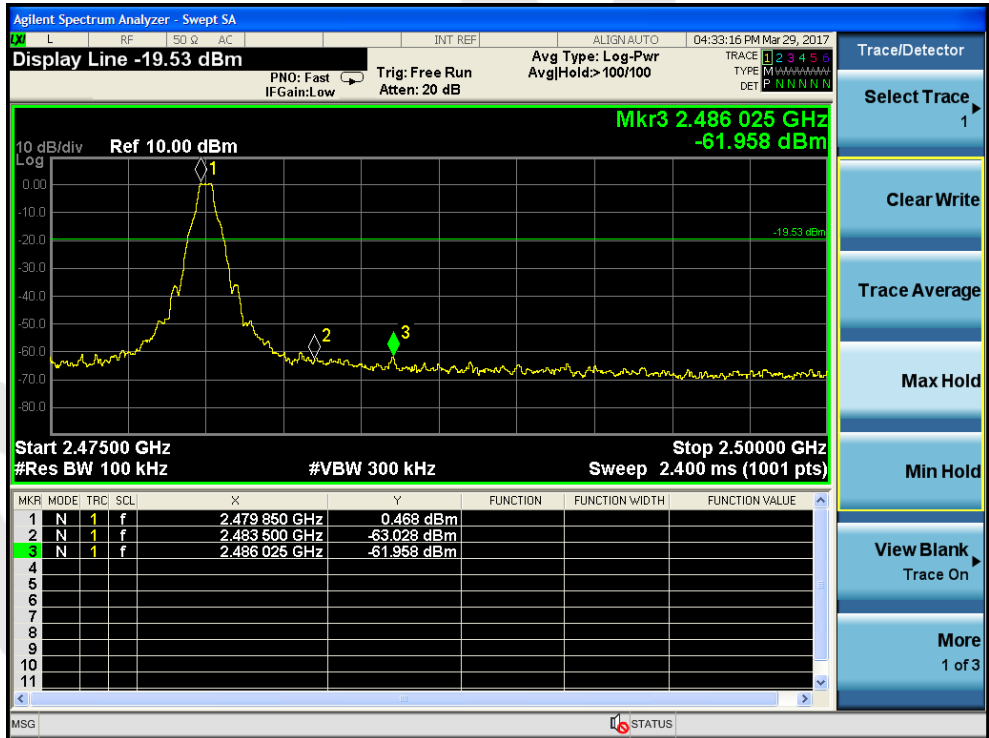 Agilent Spectrum Analyzer - Swept SA
LXI L RF 50 Ω AC INT REF ALIGN AUTO 04:33:16 PM Mar 29, 2017
Display Line -19.53 dBm
PNO: Fast
IFGain:Low
Trig: Free Run
Atten: 20 dB
Avg Type: Log-Pwr
Avg|Hold:> 100/100
TRACE 1 2 3 4 5 6
TYPE M
DET P N N N N N
Mkr3 2.486 025 GHz
-61.958 dBm
10 dB/div Ref 10.00 dBm
Log
1
0.00
-10.0
-20.0
-19.53 dBm
-30.0
-40.0
-50.0
2
3
-60.0
-70.0
-80.0
Start 2.47500 GHz Stop 2.50000 GHz
#Res BW 100 kHz #VBW 300 kHz Sweep 2.400 ms (1001 pts)
MKR MODE TRC SCL X Y FUNCTION FUNCTION WIDTH FUNCTION VALUE
1 N 1 f 2.479 850 GHz 0.468 dBm
2 N 1 f 2.483 500 GHz -63.028 dBm
3 N 1 f 2.486 025 GHz -61.958 dBm
4
5
6
7
8
9
10
11
MSG STATUS
Trace/Detector
Select Trace
1
Clear Write
Trace Average
Max Hold
Min Hold
View Blank
Trace On
More
1 of 3